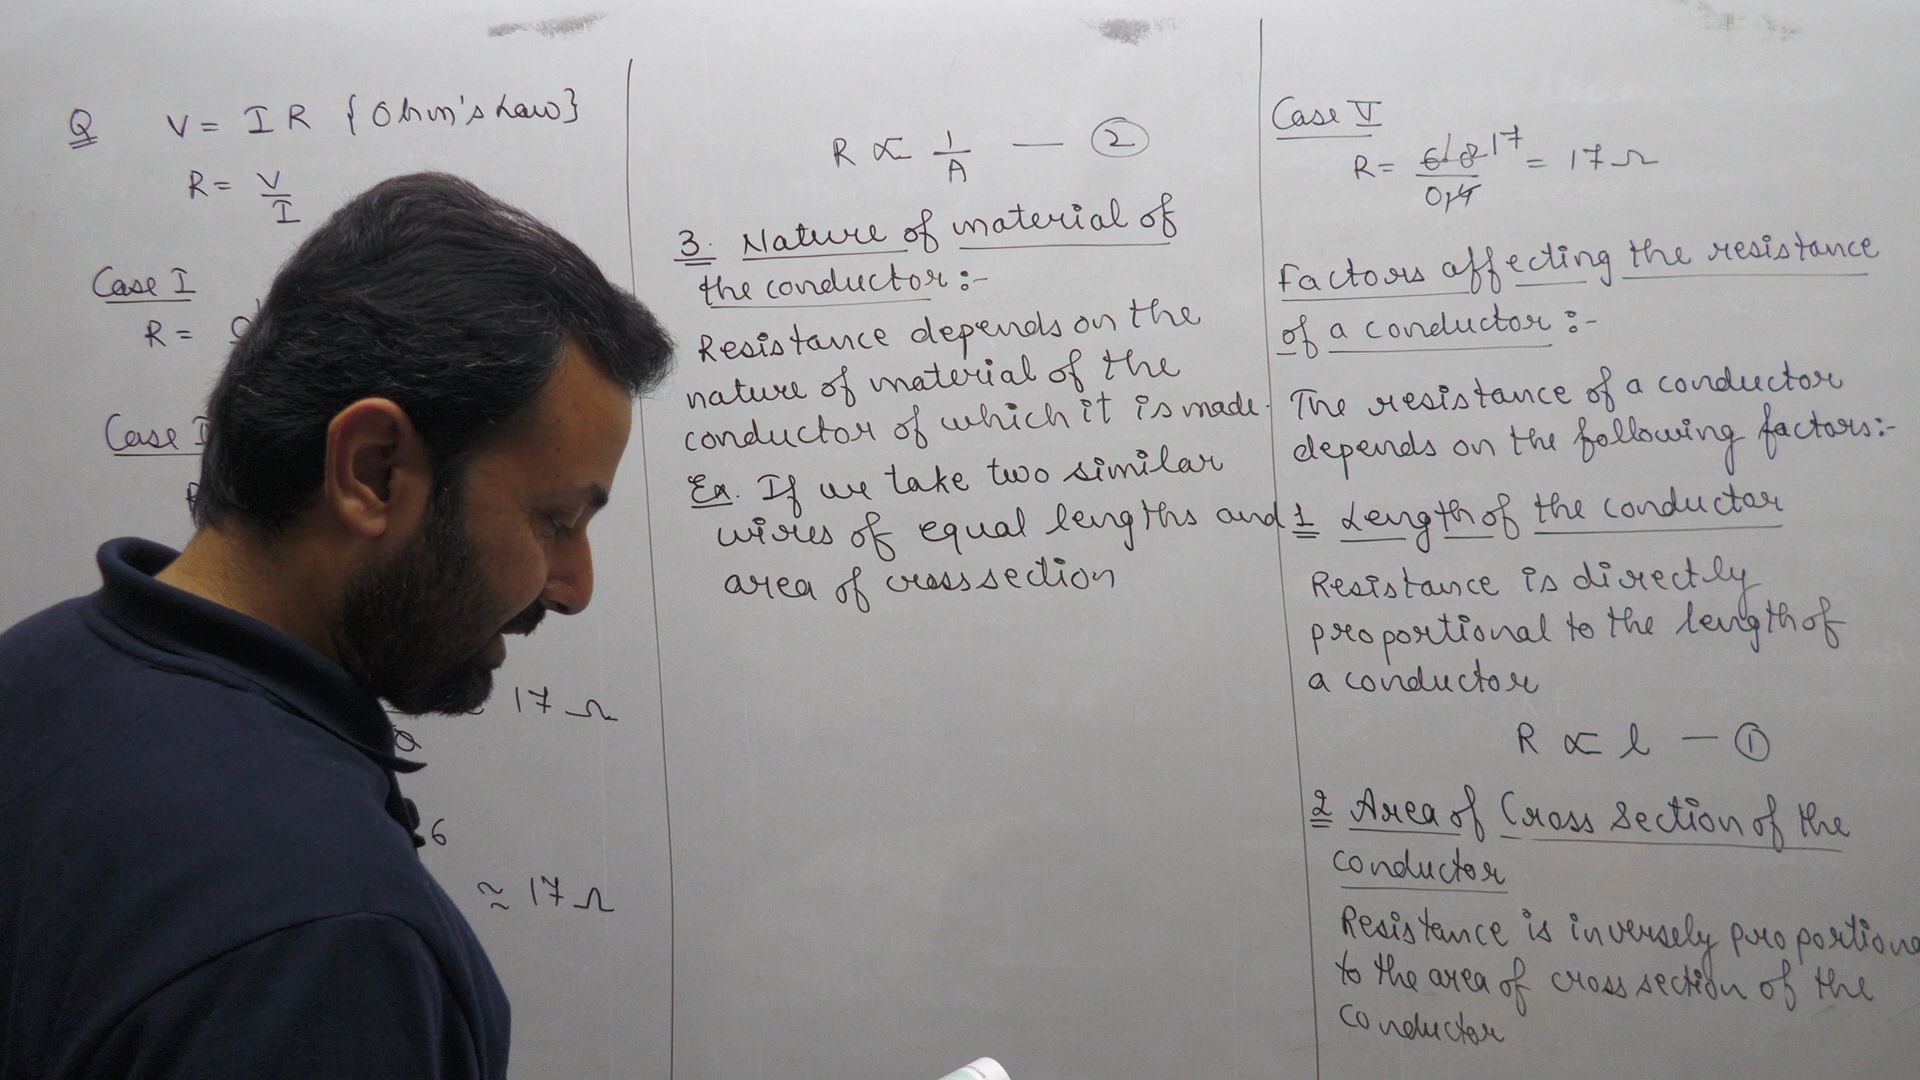 Q V = I R {Ohm's Law}
R = V/I
Case I
R =
Case
17 Ω
6
≈ 17 Ω
R ∝ 1/A — ②
3. Nature of material of
the conductor :-
Resistance depends on the
nature of material of the
conductor of which it is made.
Ex. If we take two similar
wires of equal lengths and
area of cross section
Case V
R = 6.8/0.4 17 = 17 Ω
Factors affecting the resistance
of a conductor :-
The resistance of a conductor
depends on the following factors:-
1 Length of the conductor
Resistance is directly
proportional to the length of
a conductor
R ∝ l — ①
2 Area of Cross Section of the
conductor
Resistance is inversely proportiona
to the area of cross section of the
conductor